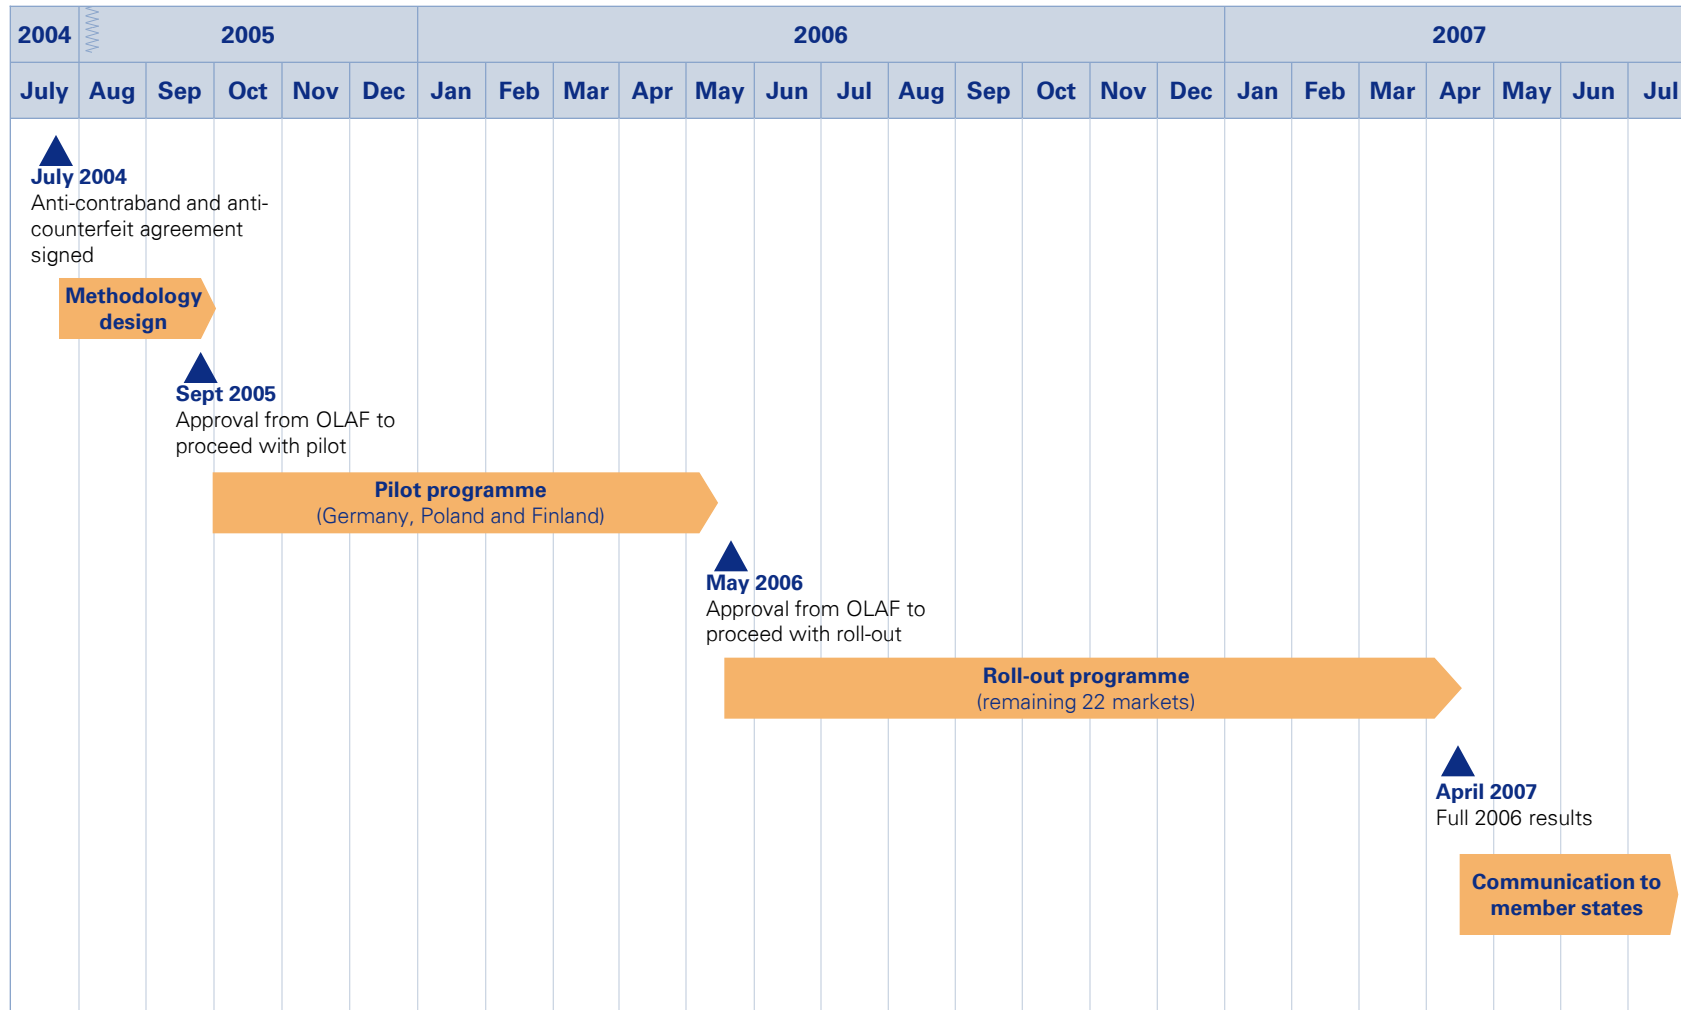 2004 2005 2006 2007
July Aug Sep Oct Nov Dec Jan Feb Mar Apr May Jun Jul Aug Sep Oct Nov Dec Jan Feb Mar Apr May Jun Jul
July 2004
Anti-contraband and anti-
counterfeit agreement
signed
Methodology
design
Sept 2005
Approval from OLAF to
proceed with pilot
Pilot programme
(Germany, Poland and Finland)
May 2006
Approval from OLAF to
proceed with roll-out
Roll-out programme
(remaining 22 markets)
April 2007
Full 2006 results
Communication to
member states